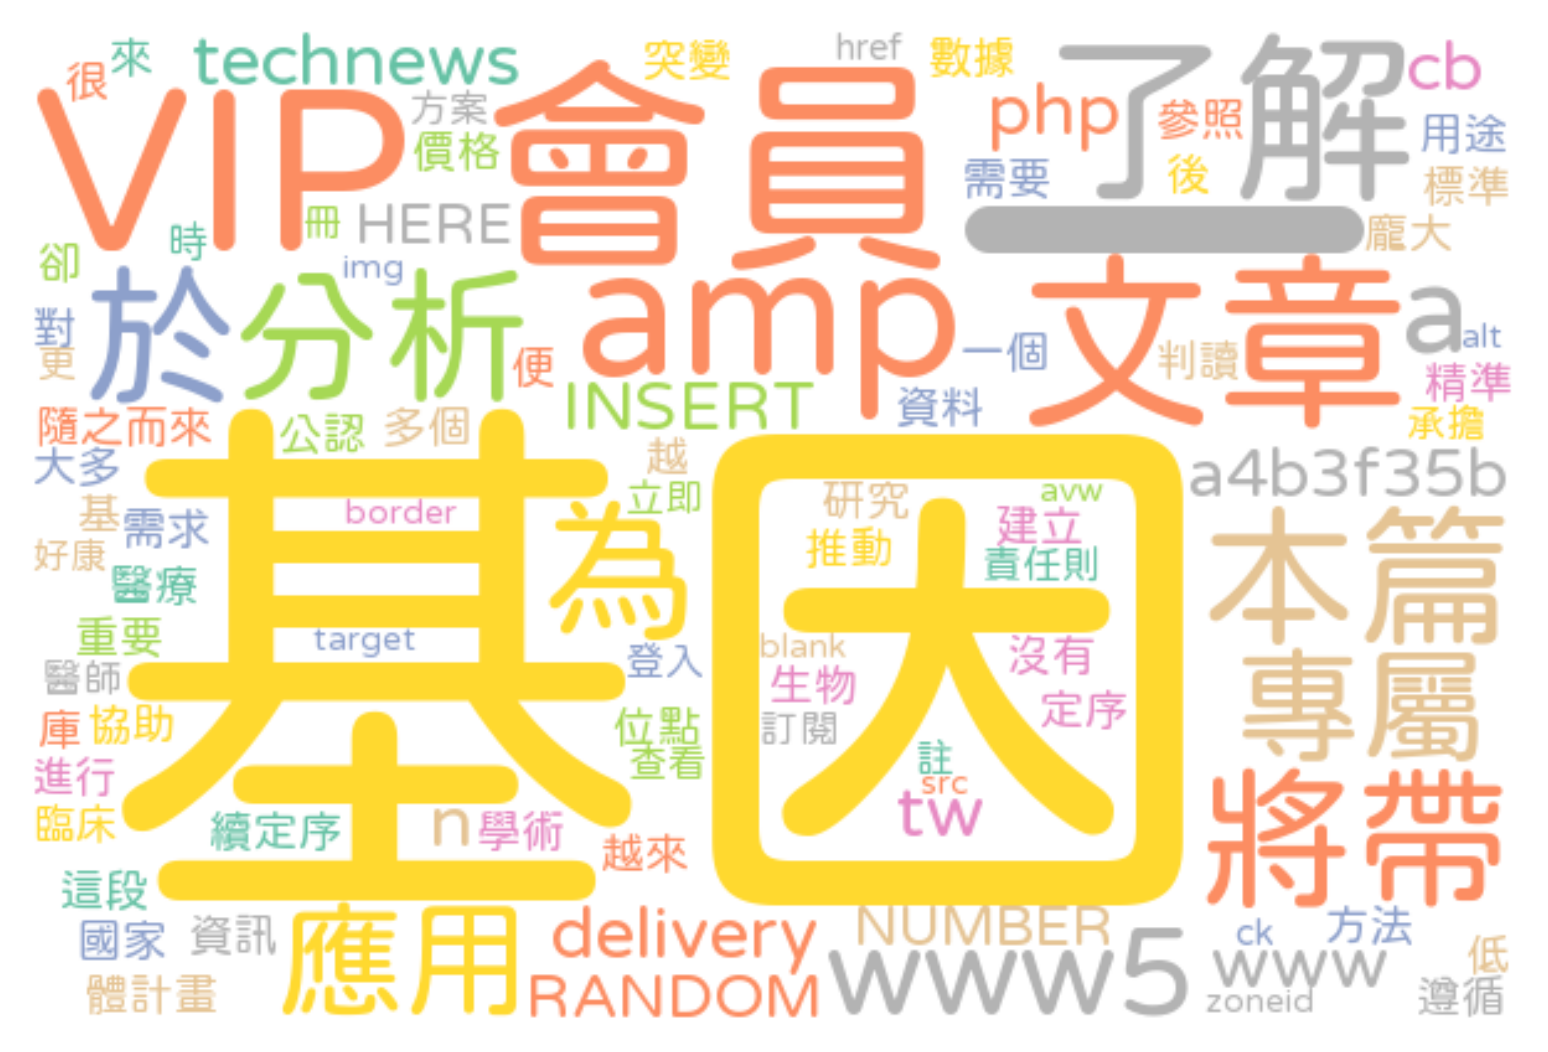 很
來
technews
突變
href
數據
了解
cb
VIP會員
方案
價格
php
參照
用途
需要
後
標準
冊
HERE
時
龐大
卻
img
於
分析
amp
文章
a
alt
對
更
便
一個
判讀
精準
INSERT
資料
承擔
隨之而來
公認
多個
大多
越
a4b3f35b
基因
基
需求
border
立即
研究
avw
建立
推動
責任則
好康
為
本篇
醫療
重要
target
登入
blank
沒有
生物
專屬
醫師
定序
庫
協助
位點
訂閱
查看
註
進行
src
tw
將帶
臨床
續定序
n
學術
越來
這段
國家
資訊
應用
delivery
NUMBER
www5
ck
方法
www
低
體計畫
RANDOM
zoneid
遵循